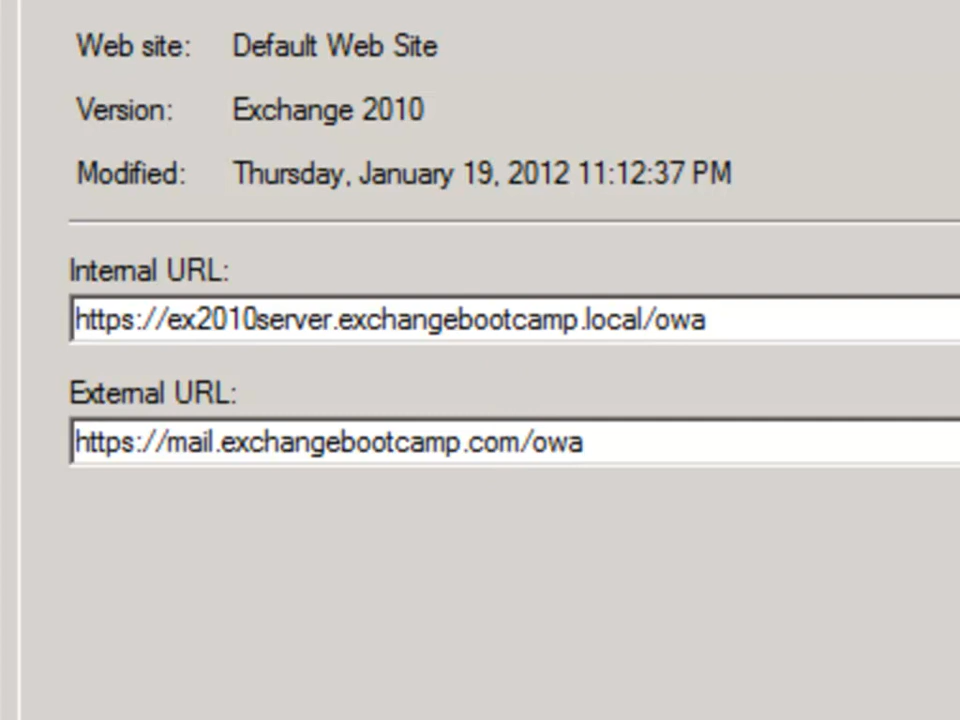 Web site: Default Web Site
Version: Exchange 2010
Modified: Thursday, January 19, 2012 11:12:37 PM
Internal URL:
https://ex2010server.exchangebootcamp.local/owa
External URL:
https://mail.exchangebootcamp.com/owa